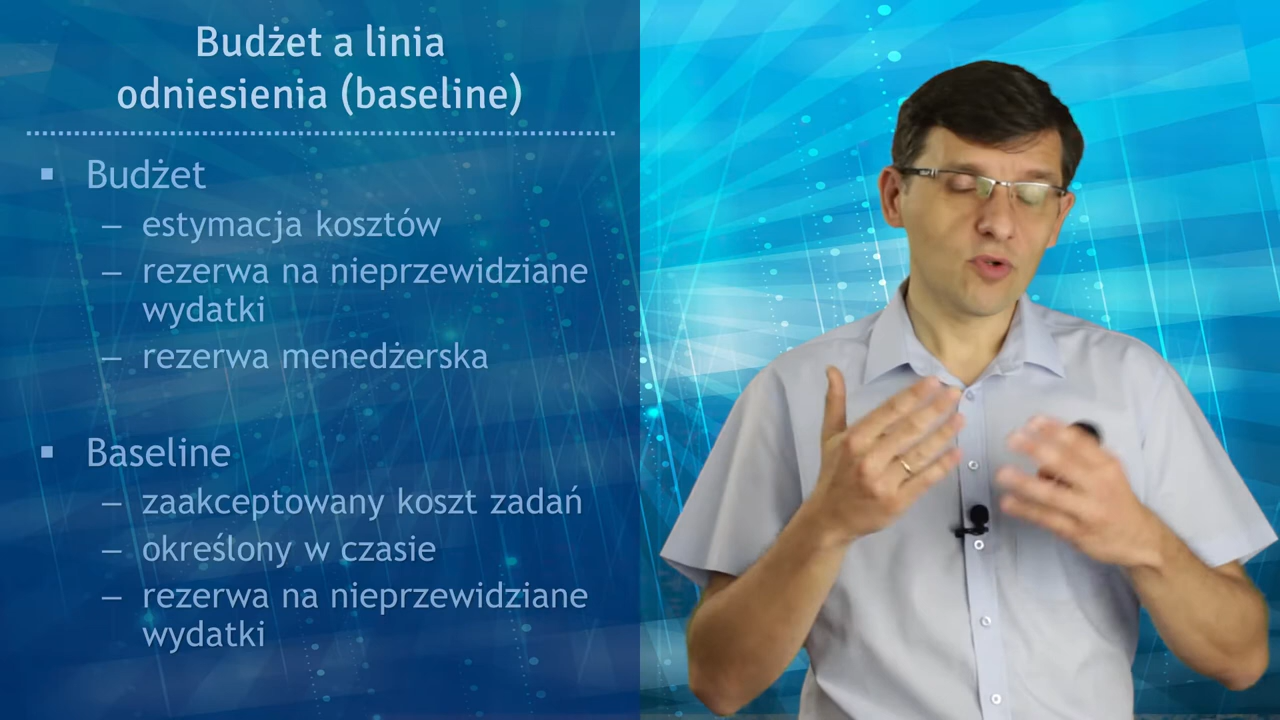 Budżet a linia
odniesienia (baseline)
Budżet
– estymacja kosztów
– rezerwa na nieprzewidziane
wydatki
– rezerwa menedżerska
Baseline
– zaakceptowany koszt zadań
– określony w czasie
– rezerwa na nieprzewidziane
wydatki